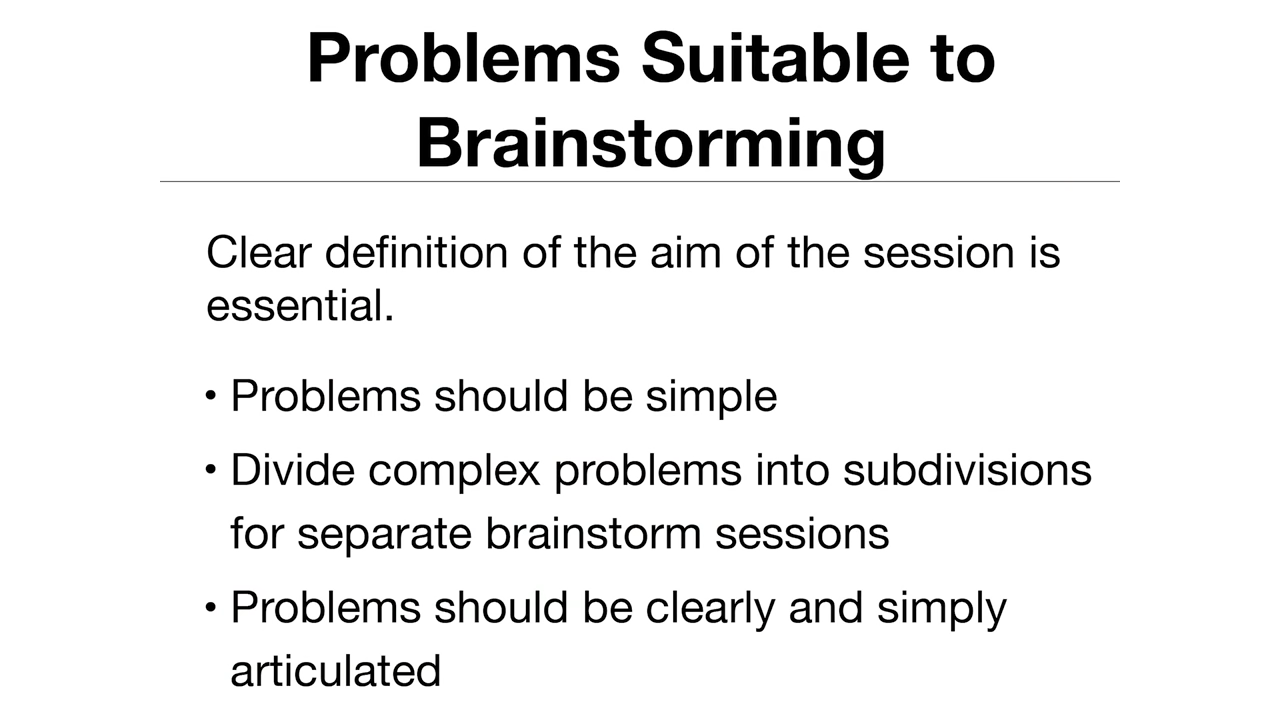 Problems Suitable to
Brainstorming
Clear definition of the aim of the session is
essential.
• Problems should be simple
• Divide complex problems into subdivisions
for separate brainstorm sessions
• Problems should be clearly and simply
articulated